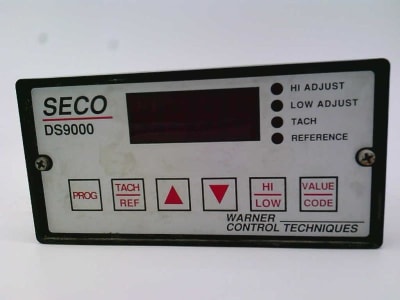 SECO
DS9000
HI ADJUST
LOW ADJUST
TACH
REFERENCE
PROG
TACH
REF
HI
LOW
VALUE
CODE
WARNER
CONTROL TECHNIQUES